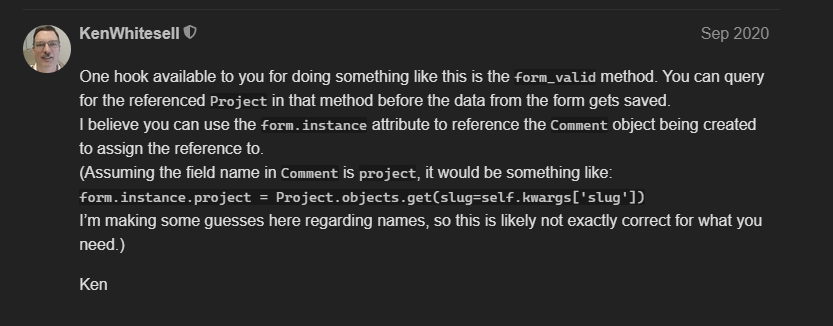 KenWhitesell
Sep 2020
One hook available to you for doing something like this is the form_valid method. You can query
for the referenced Project in that method before the data from the form gets saved.
I believe you can use the form.instance attribute to reference the Comment object being created
to assign the reference to.
(Assuming the field name in Comment is project, it would be something like:
form.instance.project = Project.objects.get(slug=self.kwargs['slug'])
I'm making some guesses here regarding names, so this is likely not exactly correct for what you
need.)
Ken